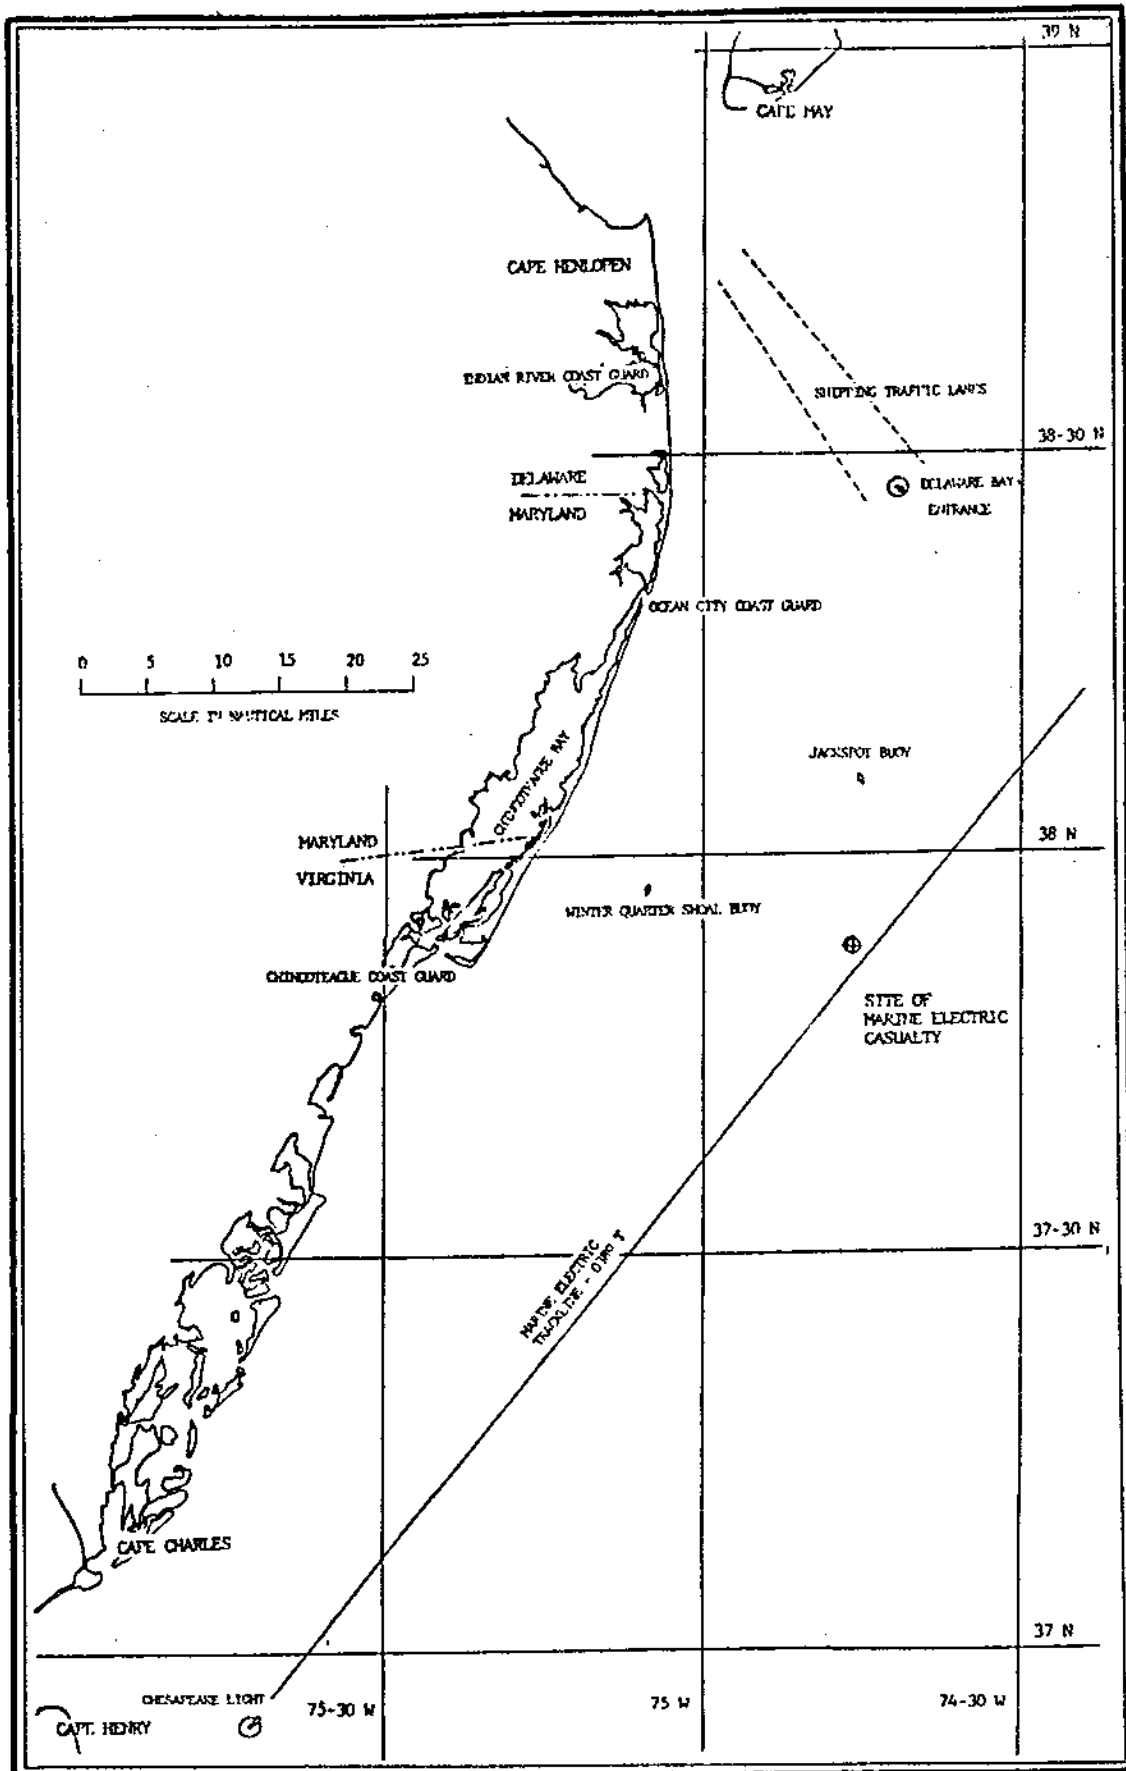 39 N
CAPE MAY
CAPE HENLOPEN
INDIAN RIVER COAST GUARD
SHIPPING TRAFFIC LANES
38-30 N
DELAWARE
MARYLAND
DELAWARE BAY
ENTRANCE
OCEAN CITY COAST GUARD
0 5 10 15 20 25
SCALE IN NAUTICAL MILES
CHINCOTEAGUE BAY
JACKSPOT BUOY
MARYLAND
VIRGINIA
38 N
WINTER QUARTER SHOAL BUOY
CHINCOTEAGUE COAST GUARD
SITE OF
MARINE ELECTRIC
CASUALTY
37-30 N
MARINE ELECTRIC
TRACKLINE - T
CAPE CHARLES
37 N
CHESAPEAKE LIGHT
75-30 W
75 W
74-30 W
CAPT. HENRY